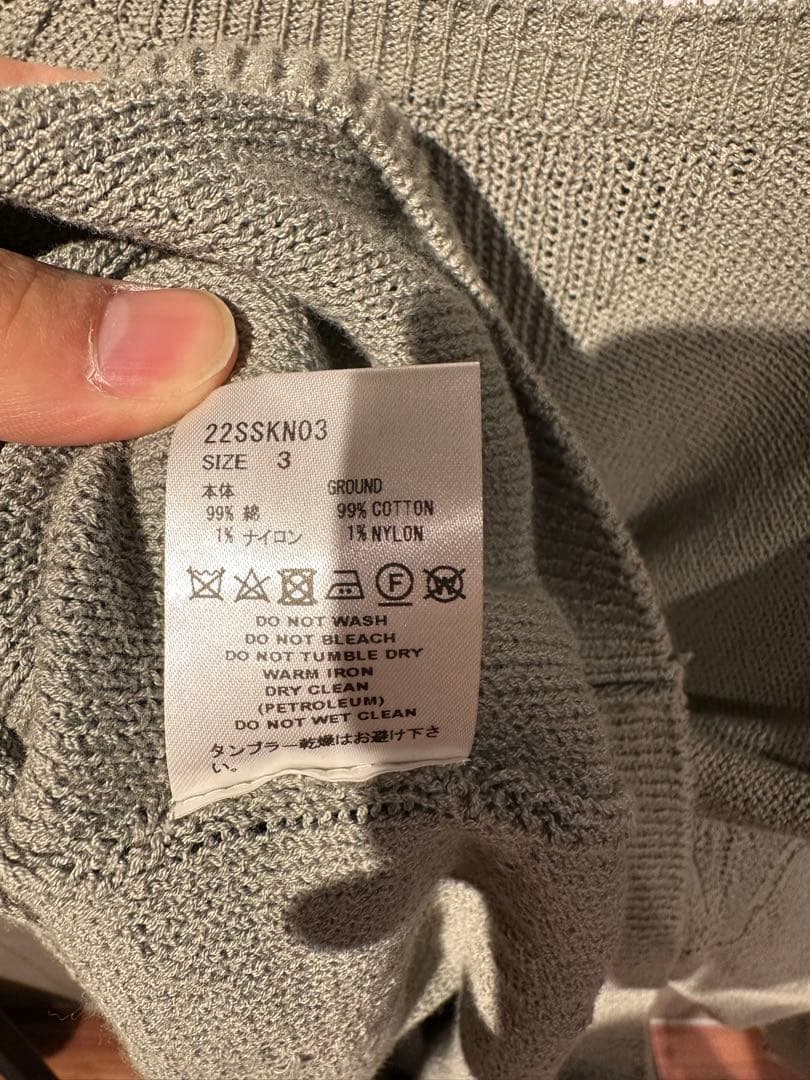 22SSKN03
SIZE 3
本体 GROUND
99% 綿 99% COTTON
1% ナイロン 1% NYLON
F W
DO NOT WASH
DO NOT BLEACH
DO NOT TUMBLE DRY
WARM IRON
DRY CLEAN
(PETROLEUM)
DO NOT WET CLEAN
タンブラー乾燥はお避け下さ
い。